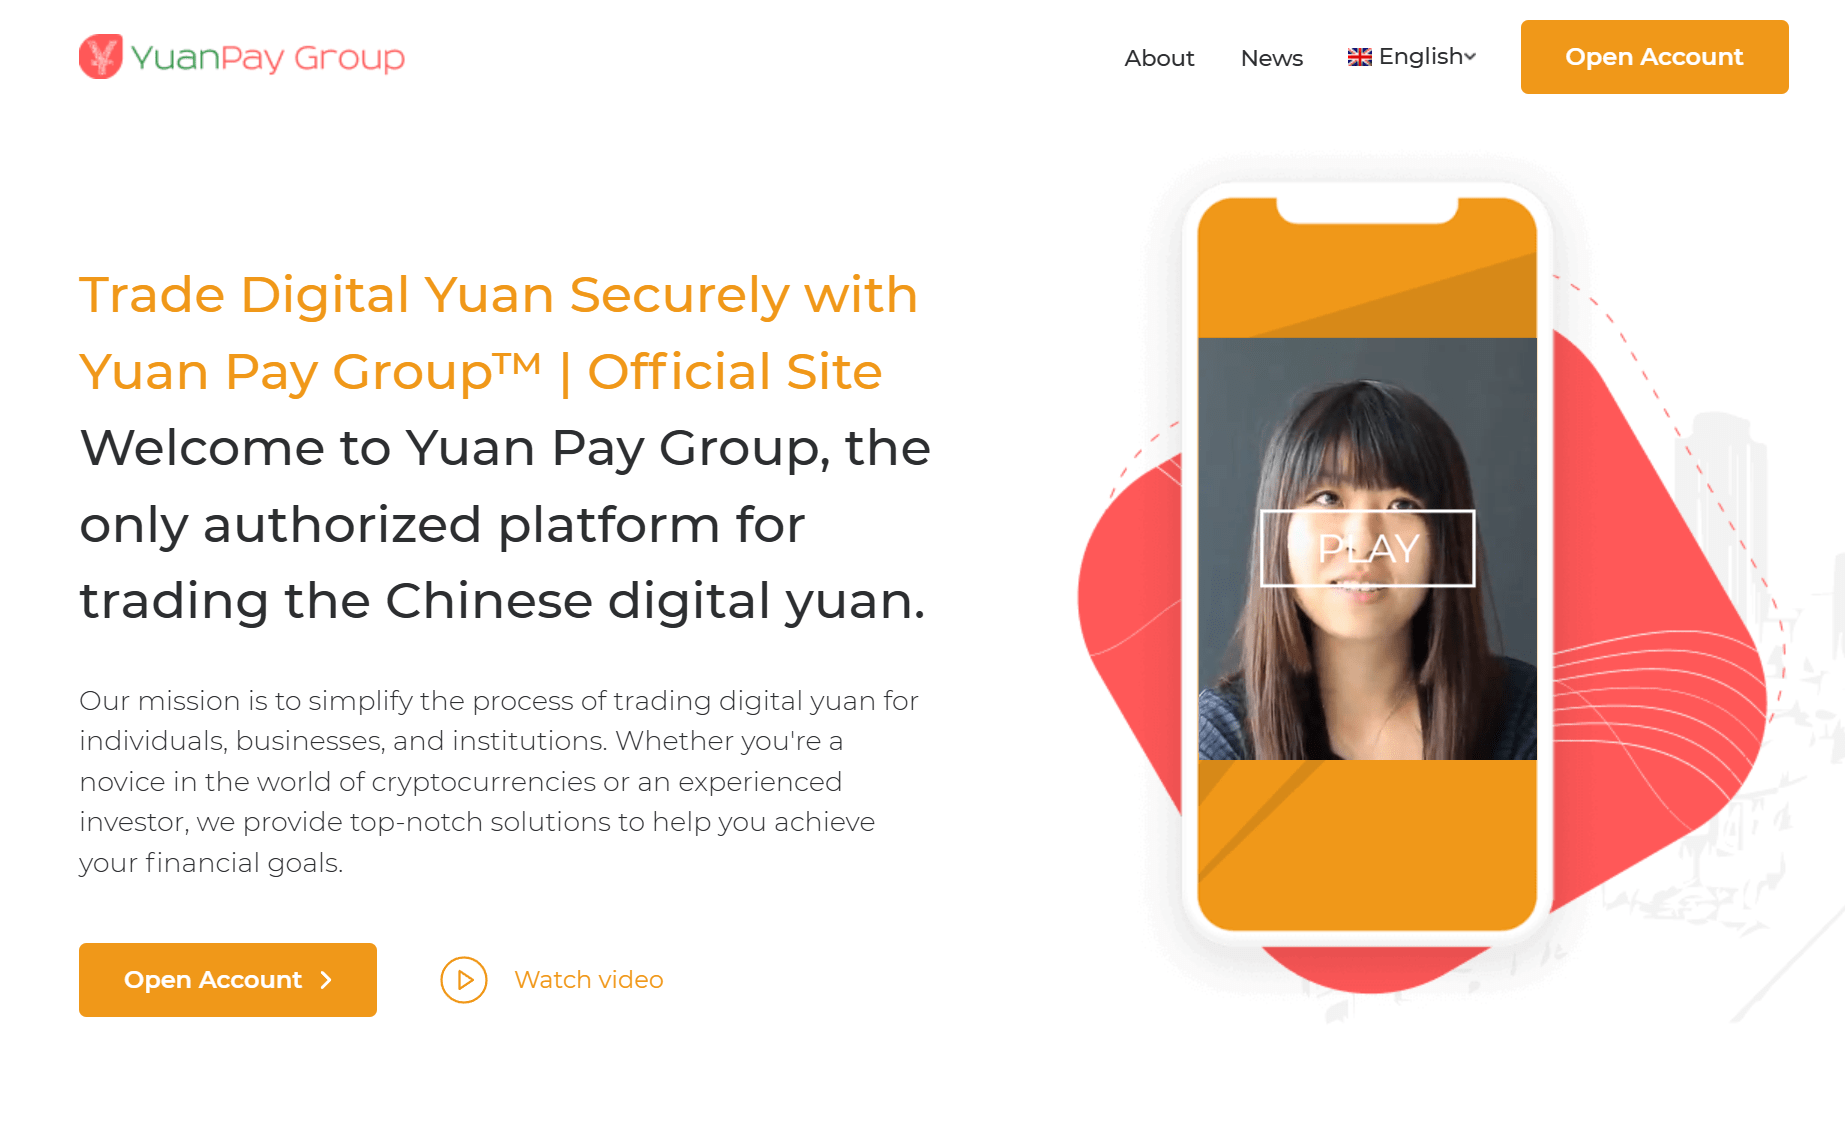 YuanPay Group
About
News
English
Open Account
Trade Digital Yuan Securely with
Yuan Pay Group™ | Official Site
Welcome to Yuan Pay Group, the
only authorized platform for
trading the Chinese digital yuan.
Our mission is to simplify the process of trading digital yuan for
individuals, businesses, and institutions. Whether you're a
novice in the world of cryptocurrencies or an experienced
investor, we provide top-notch solutions to help you achieve
your financial goals.
Open Account
Watch video
PLAY